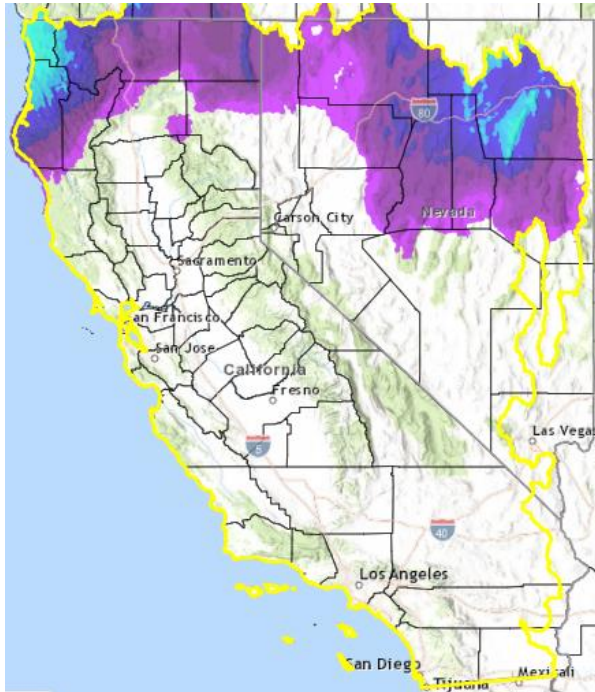 80
Nevada
Carson City
Sacramento
an Francisco
San Jose
California
Fresno
5
Las Vegas
40
Los Angeles
San Diego
Tijuana
Mexicali